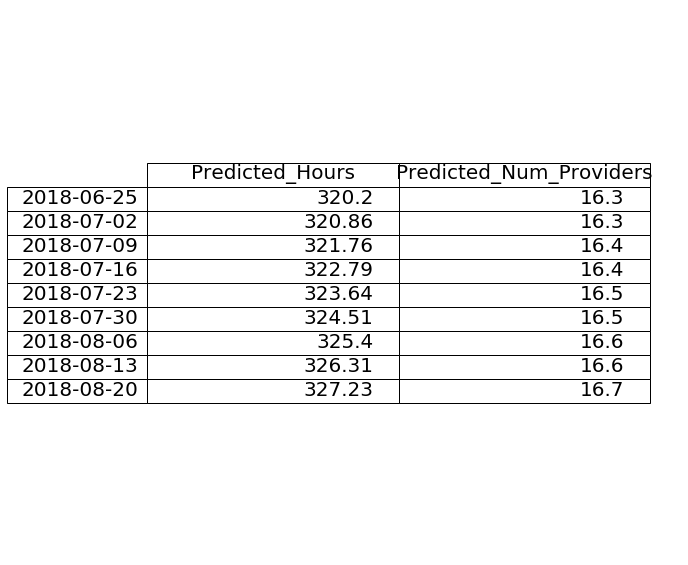 Predicted_Hours Predicted_Num_Providers
2018-06-25 320.2 16.3
2018-07-02 320.86 16.3
2018-07-09 321.76 16.4
2018-07-16 322.79 16.4
2018-07-23 323.64 16.5
2018-07-30 324.51 16.5
2018-08-06 325.4 16.6
2018-08-13 326.31 16.6
2018-08-20 327.23 16.7